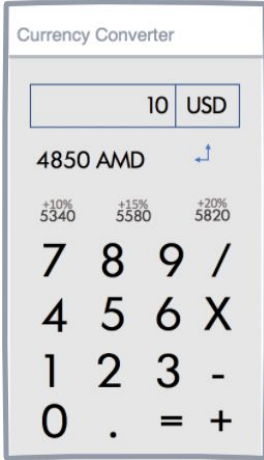 Currency Converter
10 USD
4850 AMD
+10% +15% +20%
5340 5580 5820
7 8 9 /
4 5 6 X
1 2 3 -
0 . = +